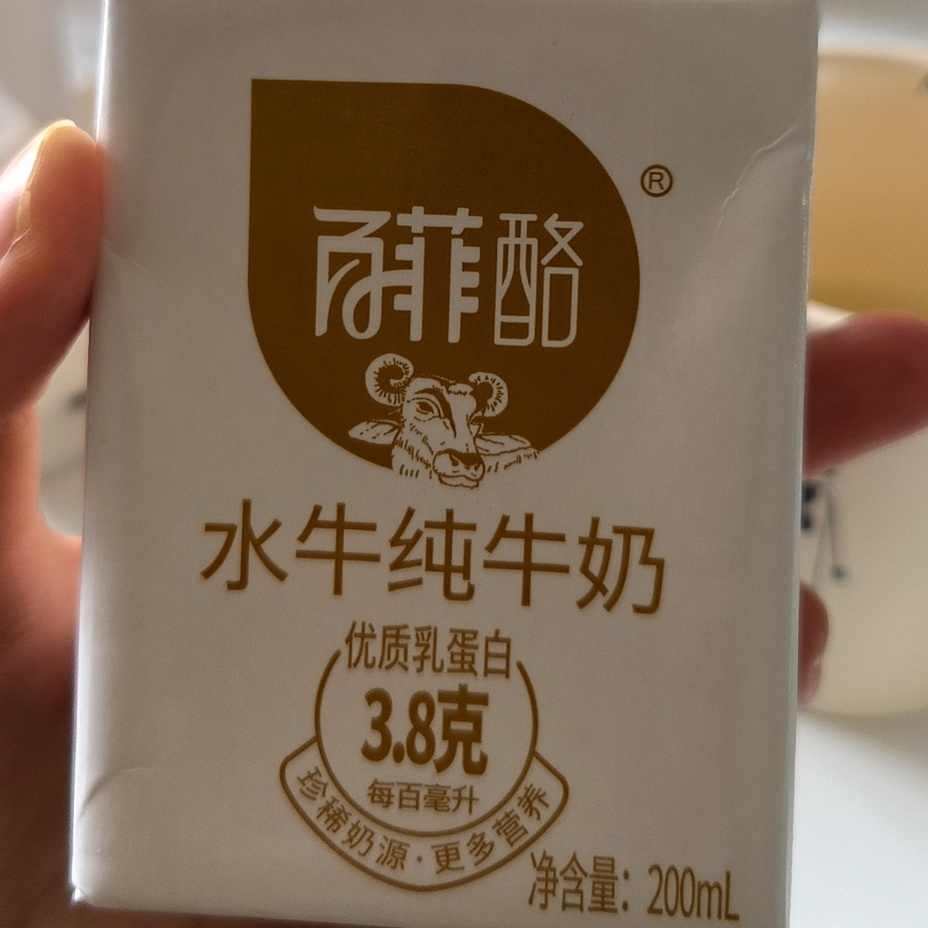 百菲酪
®
水牛纯牛奶
优质乳蛋白
3.8克
每百毫升
珍稀奶源·更多营养
净含量：200mL